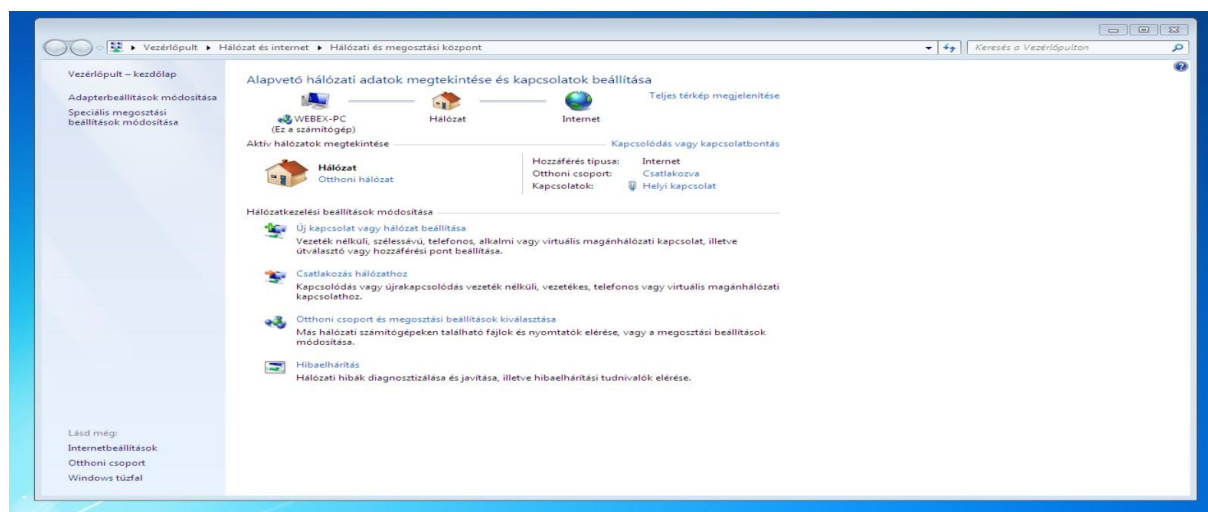 Vezérlőpult ▸ Hálózat és internet ▸ Hálózati és megosztási központ
Keresés a Vezérlőpulton
Vezérlőpult – kezdőlap
Adapterbeállítások módosítása
Speciális megosztási
beállítások módosítása
Lásd még:
Internetbeállítások
Otthoni csoport
Windows tűzfal
Alapvető hálózati adatok megtekintése és kapcsolatok beállítása
Teljes térkép megjelenítése
WEBEX-PC
(Ez a számítógép)
Hálózat
Internet
Aktív hálózatok megtekintése
Kapcsolódás vagy kapcsolatbontás
Hálózat
Otthoni hálózat
Hozzáférés típusa: Internet
Otthoni csoport: Csatlakozva
Kapcsolatok: Helyi kapcsolat
Hálózatkezelési beállítások módosítása
Új kapcsolat vagy hálózat beállítása
Vezeték nélküli, szélessávú, telefonos, alkalmi vagy virtuális magánhálózati kapcsolat, illetve
útválasztó vagy hozzáférési pont beállítása.
Csatlakozás hálózathoz
Kapcsolódás vagy újrakapcsolódás vezeték nélküli, vezetékes, telefonos vagy virtuális magánhálózati
kapcsolathoz.
Otthoni csoport és megosztási beállítások kiválasztása
Más hálózati számítógépeken található fájlok és nyomtatók elérése, vagy a megosztási beállítások
módosítása.
Hibaelhárítás
Hálózati hibák diagnosztizálása és javítása, illetve hibaelhárítási tudnivalók elérése.